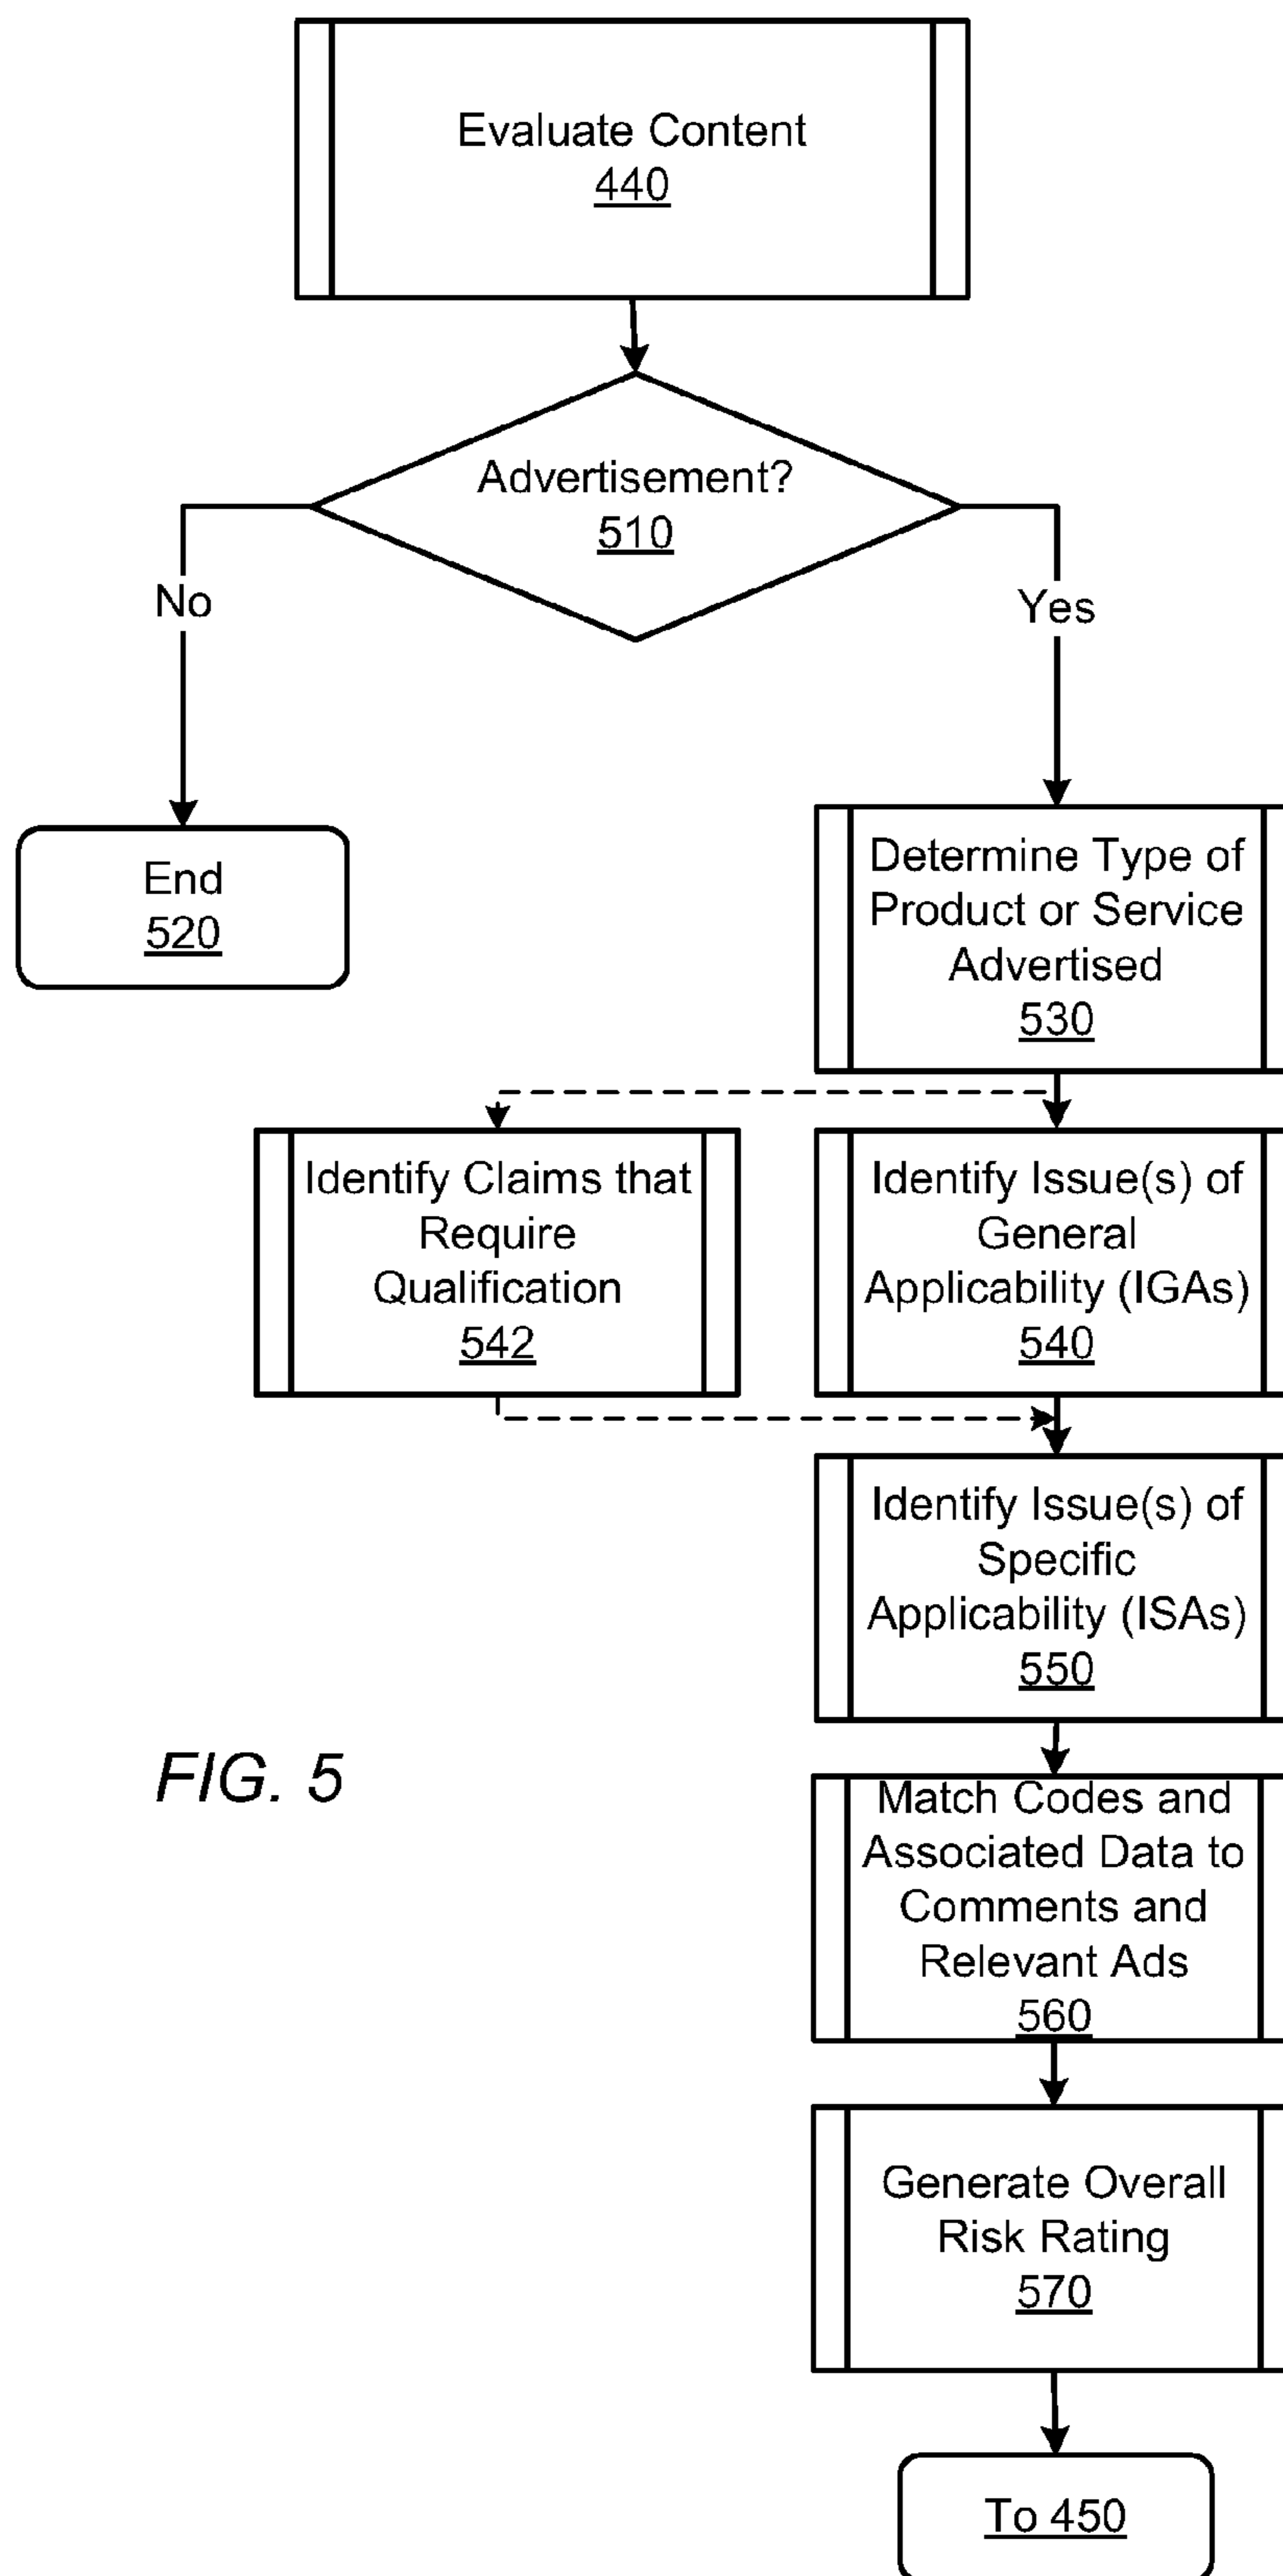 Evaluate Content
440
Advertisement?
510
No
Yes
End
520
Determine Type of
Product or Service
Advertised
530
Identify Claims that
Require
Qualification
542
Identify Issue(s) of
General
Applicability (IGAs)
540
Identify Issue(s) of
Specific
Applicability (ISAs)
550
FIG. 5
Match Codes and
Associated Data to
Comments and
Relevant Ads
560
Generate Overall
Risk Rating
570
To 450